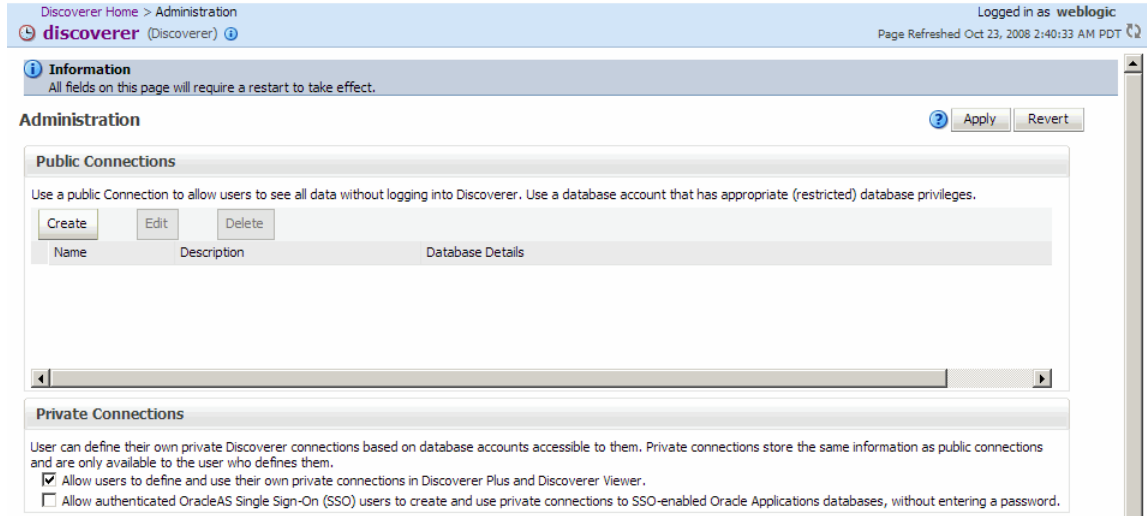 Discoverer Home > Administration
Logged in as weblogic
discoverer (Discoverer)
Page Refreshed Oct 23, 2008 2:40:33 AM PDT
Information
All fields on this page will require a restart to take effect.
Administration
Apply Revert
Public Connections
Use a public Connection to allow users to see all data without logging into Discoverer. Use a database account that has appropriate (restricted) database privileges.
Create Edit Delete
Name Description Database Details
Private Connections
User can define their own private Discoverer connections based on database accounts accessible to them. Private connections store the same information as public connections
and are only available to the user who defines them.
Allow users to define and use their own private connections in Discoverer Plus and Discoverer Viewer.
Allow authenticated OracleAS Single Sign-On (SSO) users to create and use private connections to SSO-enabled Oracle Applications databases, without entering a password.